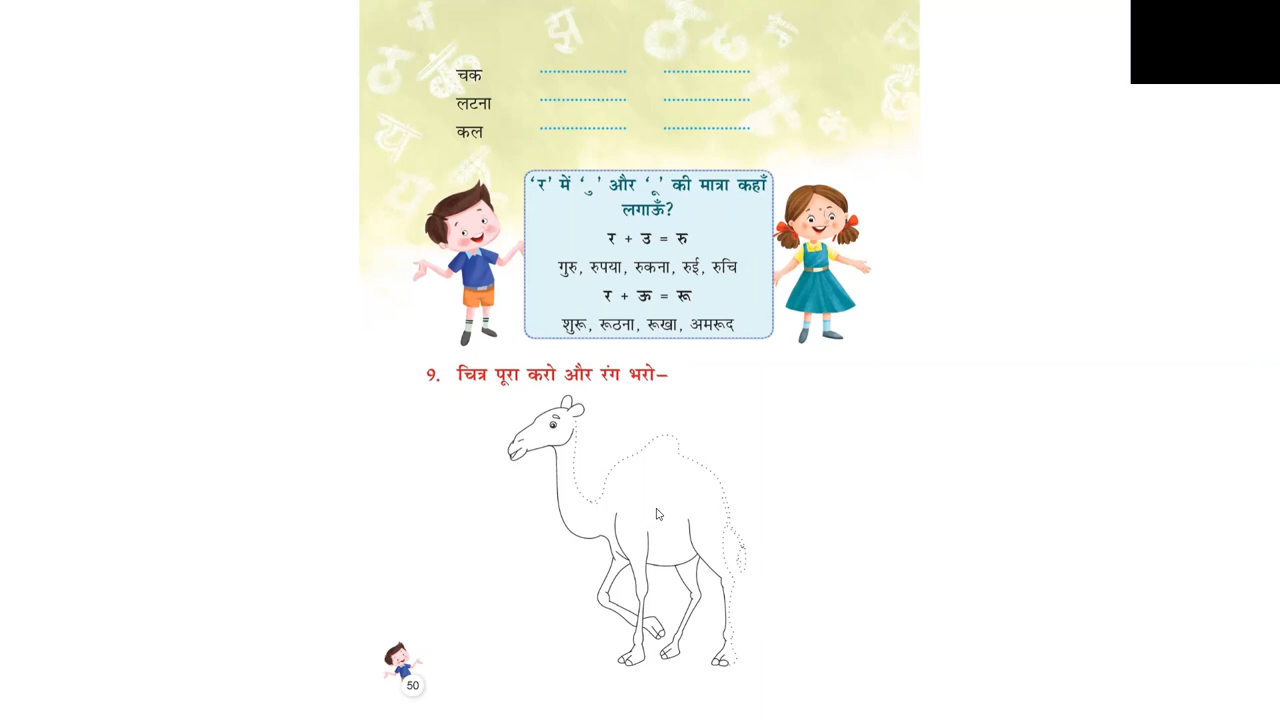 चक
लटना
कल
‘र’ में ‘ ु ’ और ‘ ू ’ की मात्रा कहाँ
लगाऊँ?
र + उ = रु
गुरु, रुपया, रुकना, रुई, रुचि
र + ऊ = रू
शुरू, रूठना, रूखा, अमरूद
9. चित्र पूरा करो और रंग भरो–
50